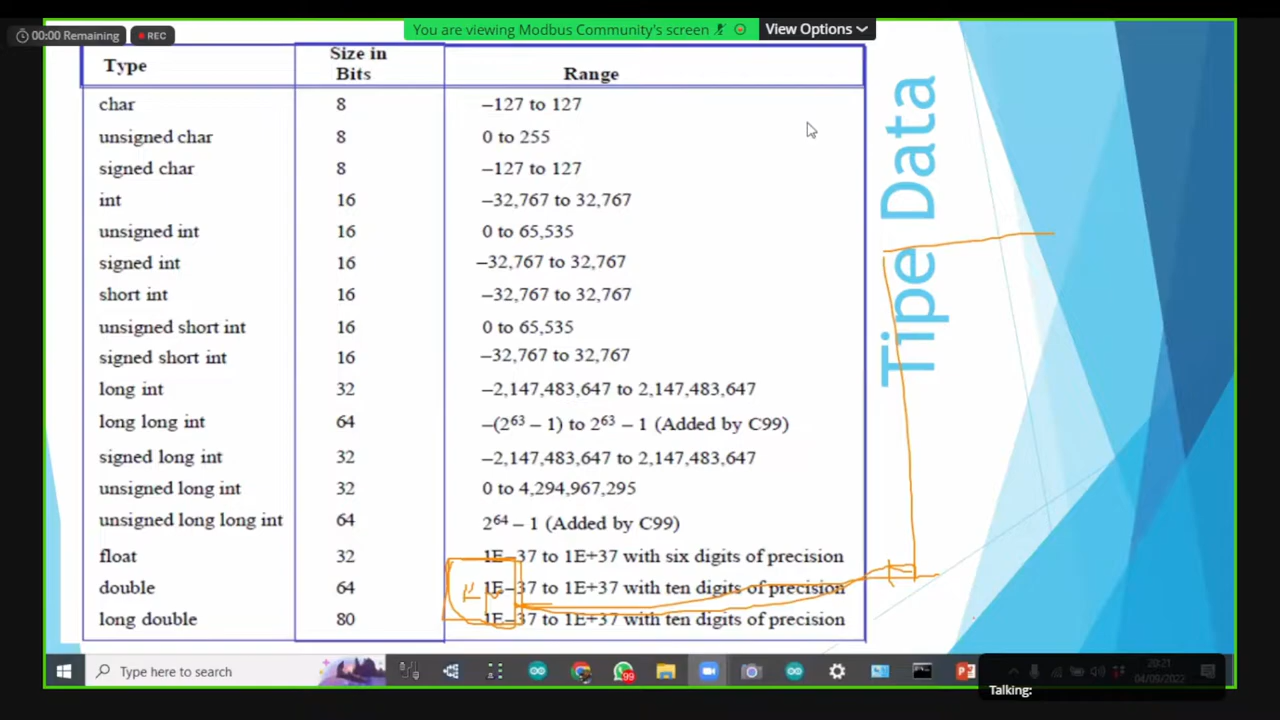 00:00 Remaining
REC
You are viewing Modbus Community's screen
View Options
Type Size in Bits Range
char 8 –127 to 127
unsigned char 8 0 to 255
signed char 8 –127 to 127
int 16 –32,767 to 32,767
unsigned int 16 0 to 65,535
signed int 16 –32,767 to 32,767
short int 16 –32,767 to 32,767
unsigned short int 16 0 to 65,535
signed short int 16 –32,767 to 32,767
long int 32 –2,147,483,647 to 2,147,483,647
long long int 64 –(2⁶³ – 1) to 2⁶³ – 1 (Added by C99)
signed long int 32 –2,147,483,647 to 2,147,483,647
unsigned long int 32 0 to 4,294,967,295
unsigned long long int 64 2⁶⁴ – 1 (Added by C99)
float 32 1E–37 to 1E+37 with six digits of precision
double 64 1E–37 to 1E+37 with ten digits of precision
long double 80 1E–37 to 1E+37 with ten digits of precision
Tipe Data
Type here to search
99
20:21
04/09/2022
Talking: